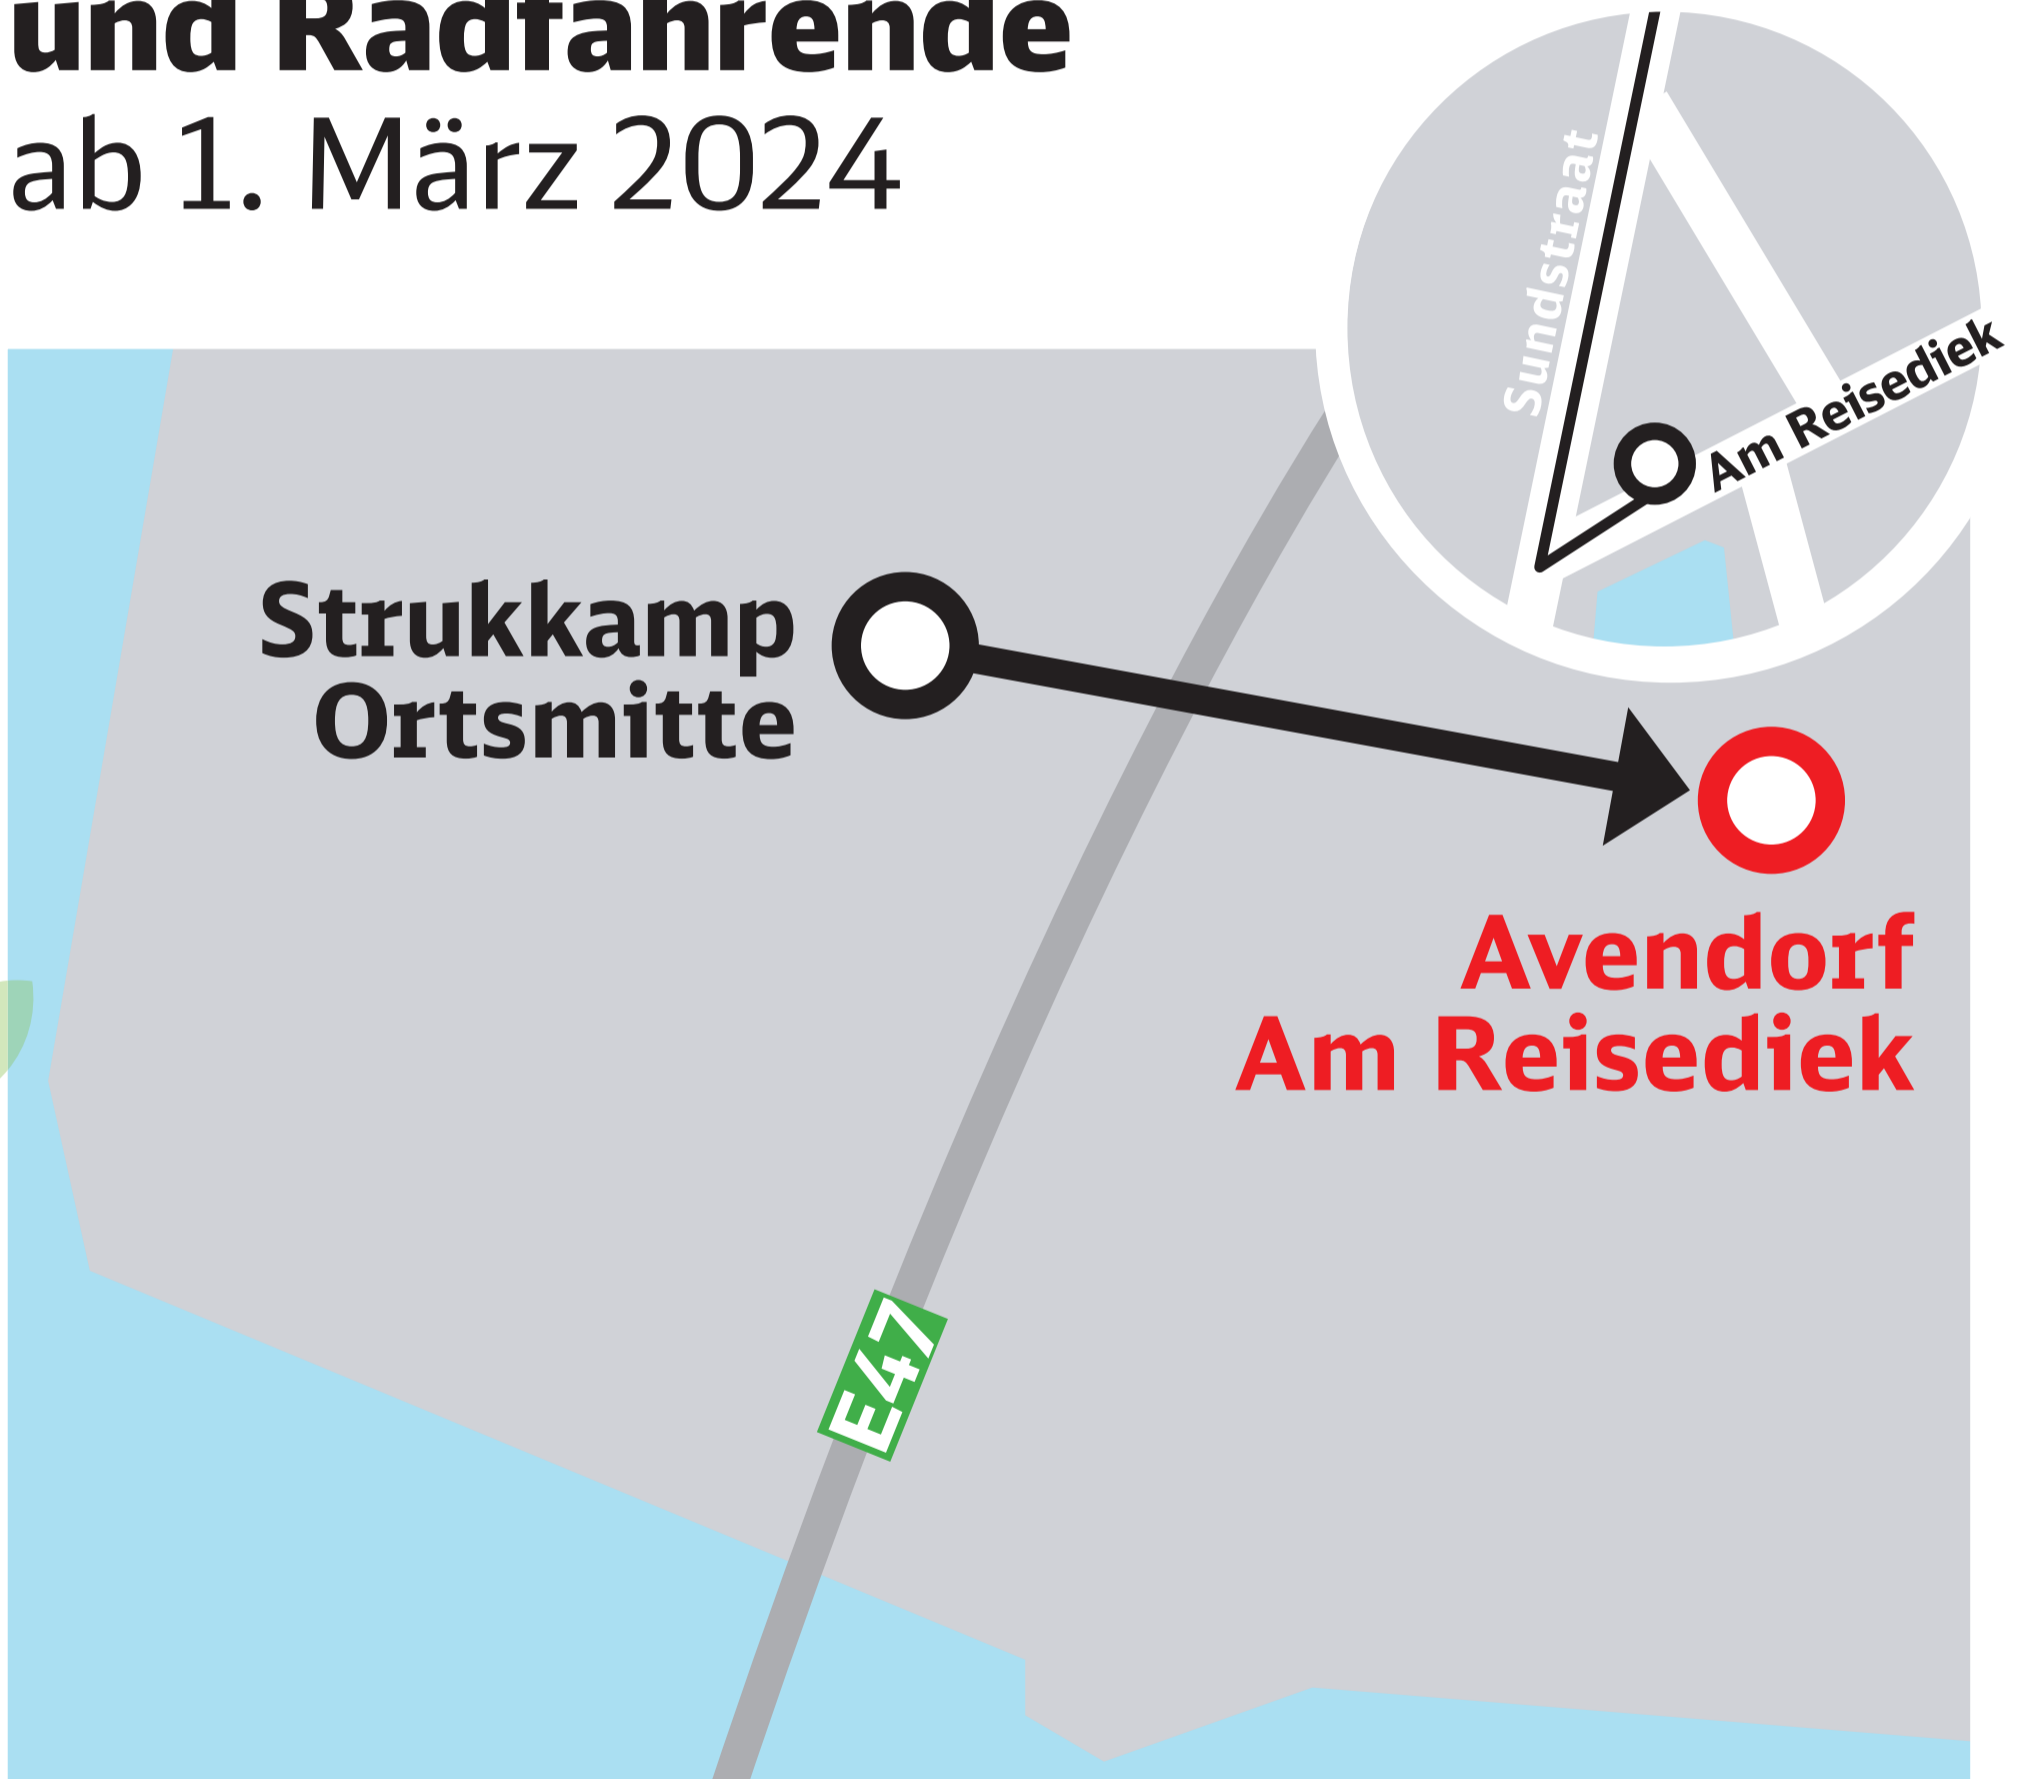 und Radfahrende
ab 1. März 2024
Sundstraat
Am Reisediek
Strukkamp
Ortsmitte
Avendorf
Am Reisediek
E47